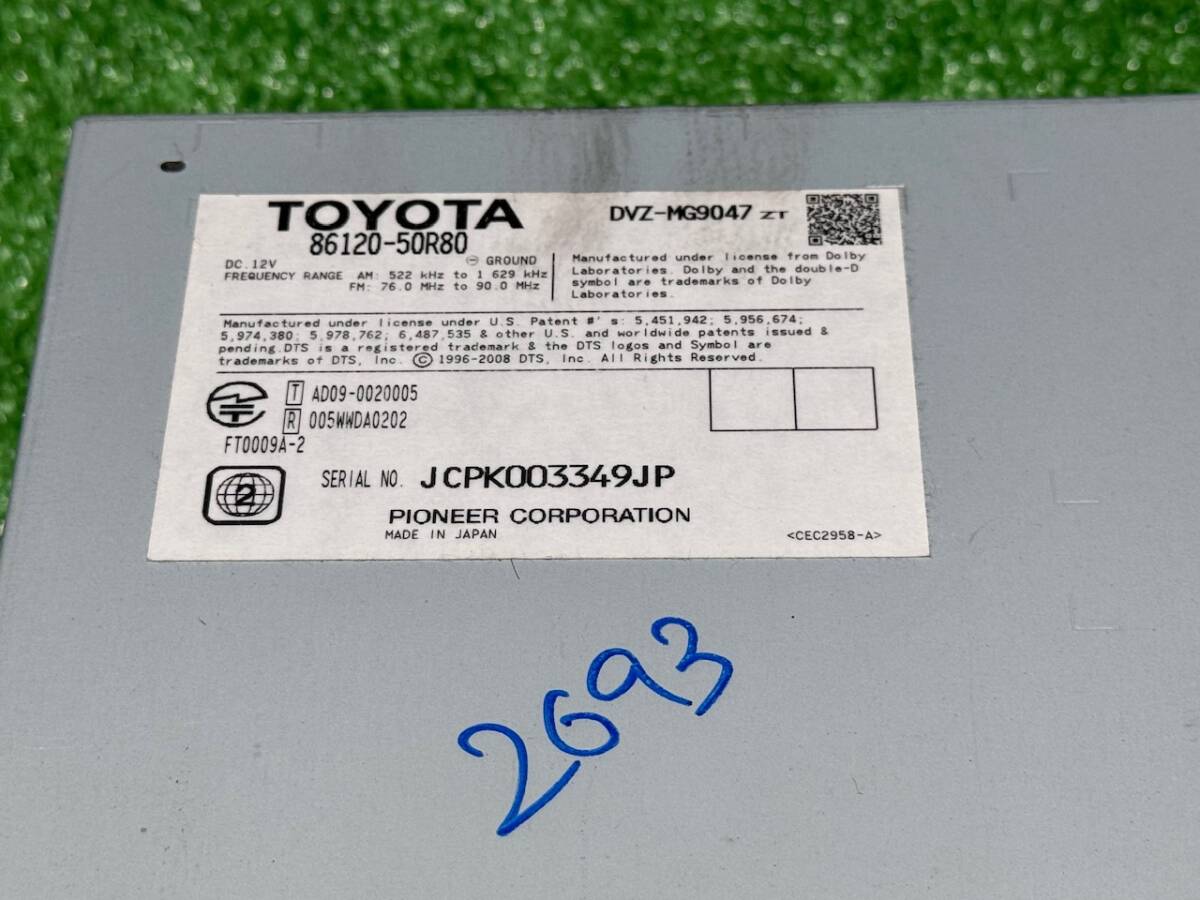 TOYOTA
86120-50R80
DVZ-MG9047 ZT
DC.12V
⊖ GROUND
FREQUENCY RANGE AM: 522 kHz to 1 629 kHz
FM: 76.0 MHz to 90.0 MHz
Manufactured under license from Dolby
Laboratories. Dolby and the double-D
symbol are trademarks of Dolby
Laboratories.
Manufactured under license under U.S. Patent #'s: 5,451,942; 5,956,674;
5,974,380; 5,978,762; 6,487,535 & other U.S. and worldwide patents issued &
pending.DTS is a registered trademark & the DTS logos and Symbol are
trademarks of DTS, Inc. © 1996-2008 DTS, Inc. All Rights Reserved.
T AD09-0020005
R 005WWDA0202
FT0009A-2
2
SERIAL NO. JCPK003349JP
PIONEER CORPORATION
MADE IN JAPAN
<CEC2958-A>
2693